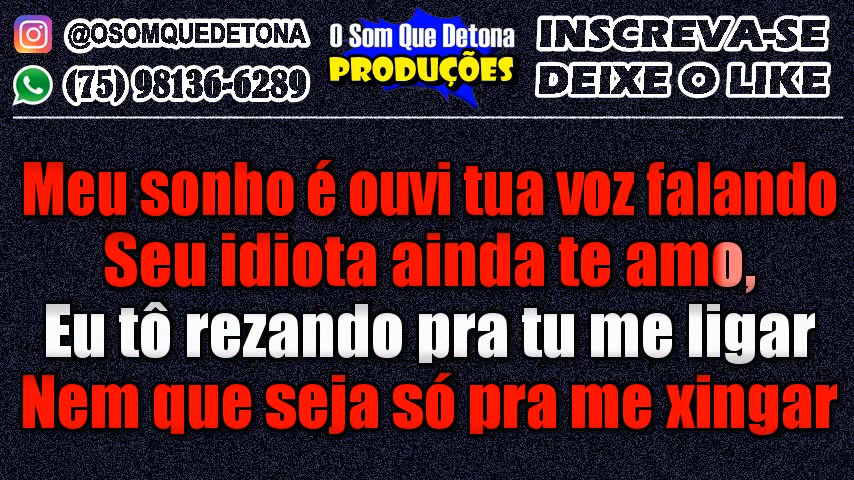 @OSOMQUEDETONA
(75) 98136-6289
O Som Que Detona
PRODUÇÕES
INSCREVA-SE
DEIXE O LIKE
Meu sonho é ouvi tua voz falando
Seu idiota ainda te amo,
Eu tô rezando pra tu me ligar
Nem que seja só pra me xingar